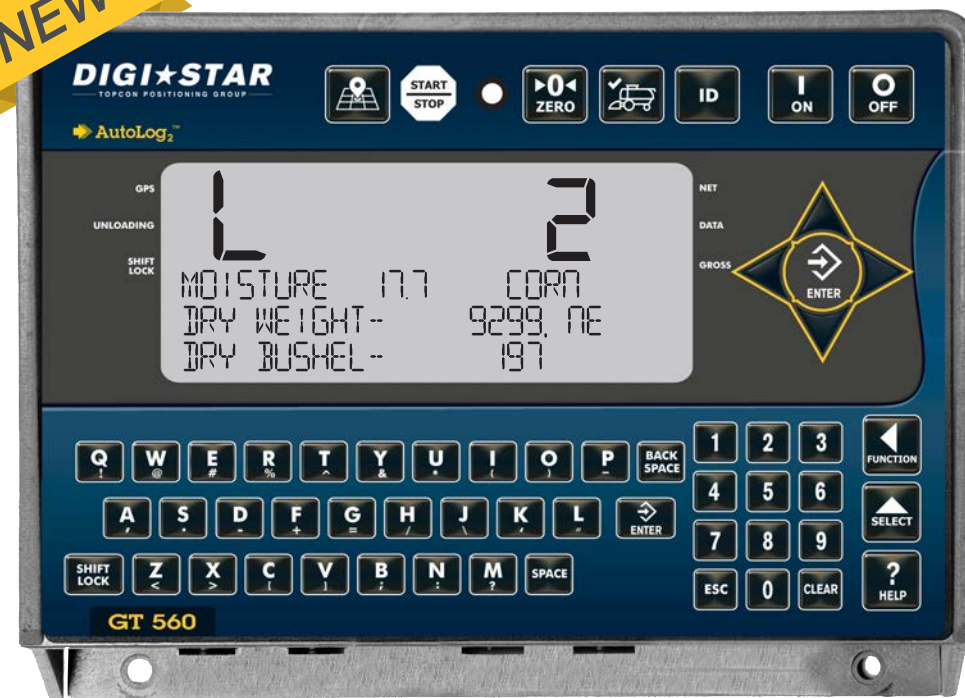 NEW
DIGI★STAR
TOPCON POSITIONING GROUP
AutoLog2™
START
STOP
▶0◀
ZERO
ID
I
ON
O
OFF
GPS
UNLOADING
SHIFT
LOCK
L 2
MOISTURE 17.7 CORN
DRY WEIGHT- 9299. NE
DRY BUSHEL- 197
NET
DATA
GROSS
ENTER
Q W E R T Y U I O P BACK SPACE
! @ # % ^ & * ( ) _
A S D F G H J K L ENTER
, . - + = / \ ' "
SHIFT LOCK Z X C V B N M SPACE
< > [ ] ; : ?
1 2 3
4 5 6
7 8 9
ESC 0 CLEAR
FUNCTION
SELECT
?
HELP
GT 560